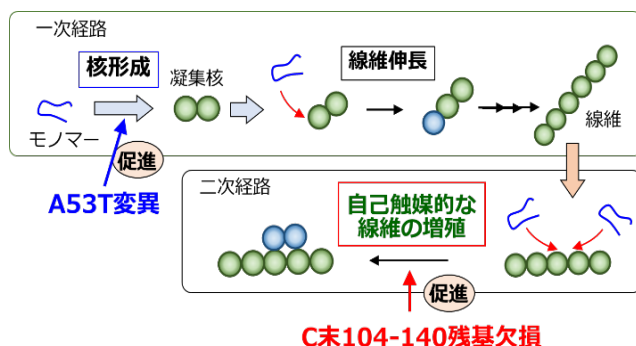 一次経路
核形成
凝集核
線維伸長
モノマー
線維
促進
A53T変異
二次経路
自己触媒的な
線維の増殖
促進
C末104-140残基欠損